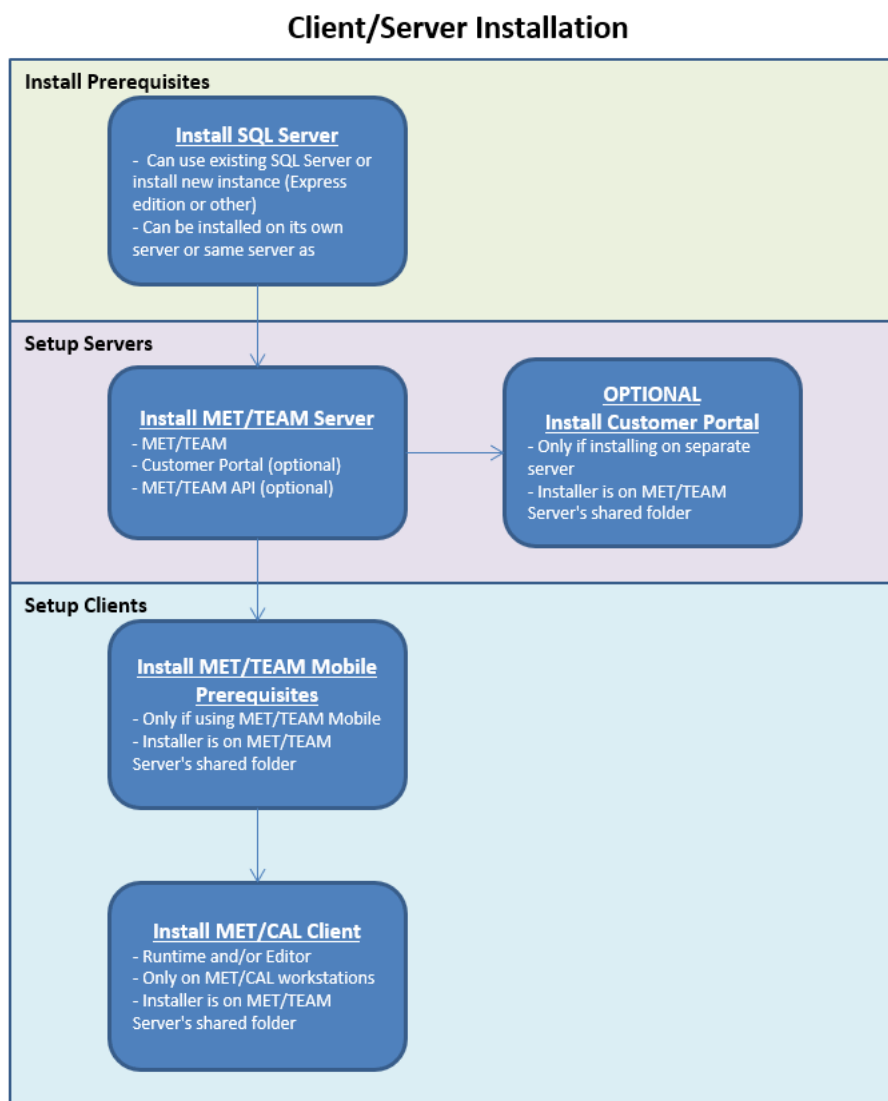 Client/Server Installation
Install Prerequisites
Install SQL Server
- Can use existing SQL Server or
install new instance (Express
edition or other)
- Can be installed on its own
server or same server as
Setup Servers
Install MET/TEAM Server
- MET/TEAM
- Customer Portal (optional)
- MET/TEAM API (optional)
OPTIONAL
Install Customer Portal
- Only if installing on separate
server
- Installer is on MET/TEAM
Server's shared folder
Setup Clients
Install MET/TEAM Mobile
Prerequisites
- Only if using MET/TEAM Mobile
- Installer is on MET/TEAM
Server's shared folder
Install MET/CAL Client
- Runtime and/or Editor
- Only on MET/CAL workstations
- Installer is on MET/TEAM
Server's shared folder